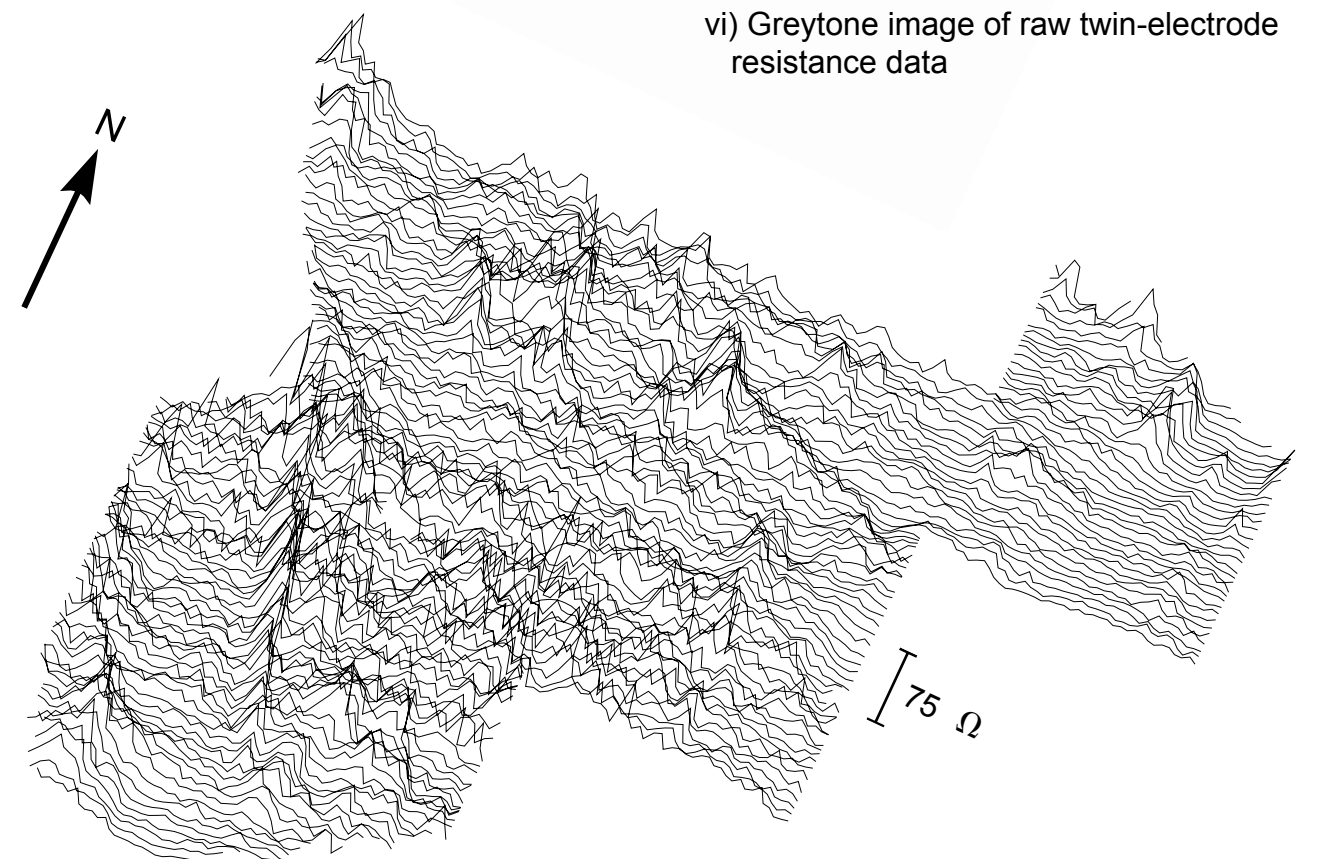 vi) Greytone image of raw twin-electrode
resistance data
N
75 Ω